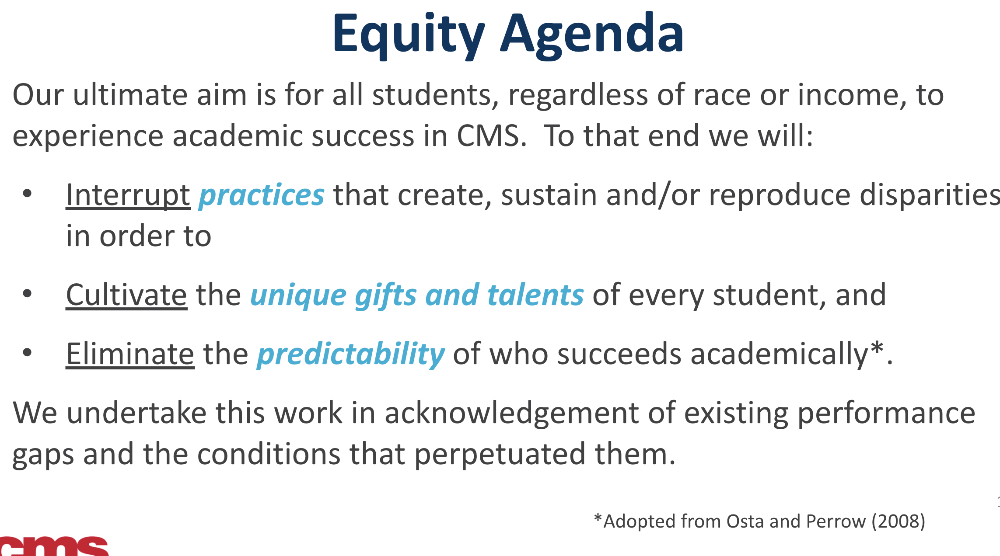 Equity Agenda
Our ultimate aim is for all students, regardless of race or income, to
experience academic success in CMS.  To that end we will:
• Interrupt practices that create, sustain and/or reproduce disparities
in order to
• Cultivate the unique gifts and talents of every student, and
• Eliminate the predictability of who succeeds academically*.
We undertake this work in acknowledgement of existing performance
gaps and the conditions that perpetuated them.
*Adopted from Osta and Perrow (2008)
cms